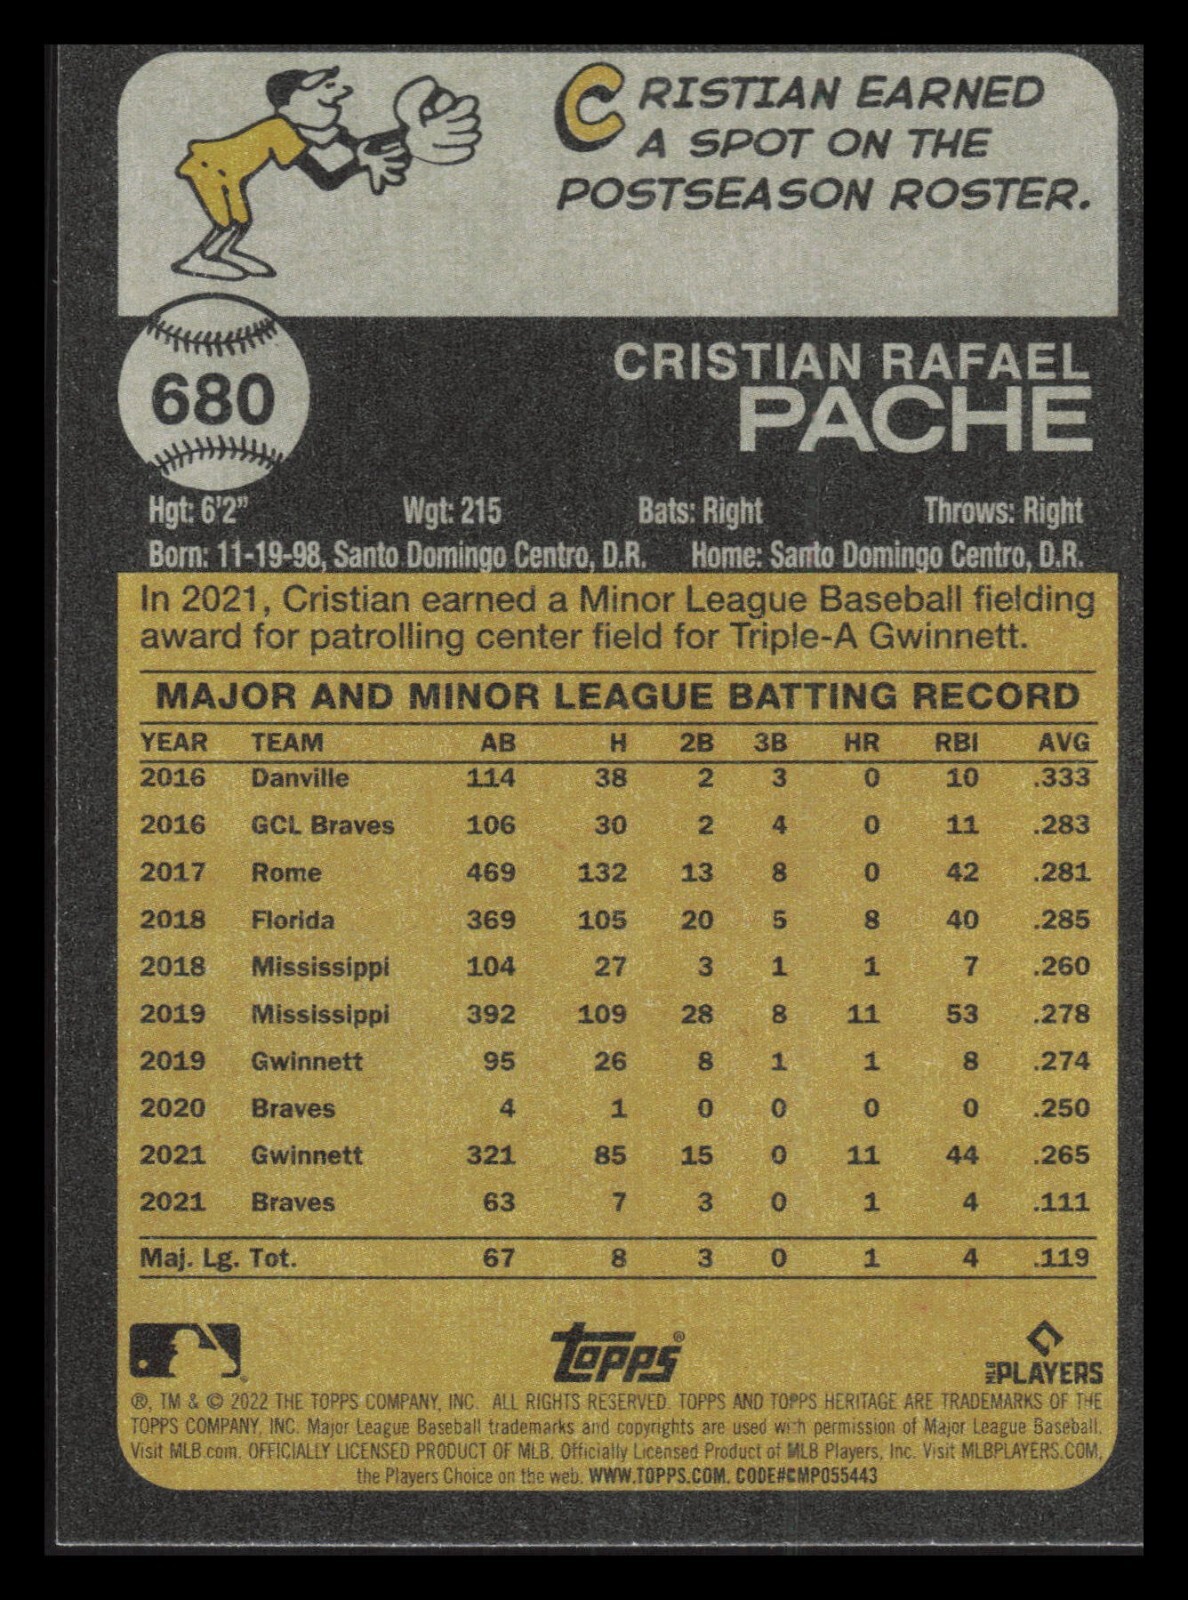 CRISTIAN EARNED
A SPOT ON THE
POSTSEASON ROSTER.
680
CRISTIAN RAFAEL
PACHE
Hgt: 6'2" Wgt: 215 Bats: Right Throws: Right
Born: 11-19-98, Santo Domingo Centro, D.R. Home: Santo Domingo Centro, D.R.
In 2021, Cristian earned a Minor League Baseball fielding
award for patrolling center field for Triple-A Gwinnett.
MAJOR AND MINOR LEAGUE BATTING RECORD
YEAR TEAM AB H 2B 3B HR RBI AVG
2016 Danville 114 38 2 3 0 10 .333
2016 GCL Braves 106 30 2 4 0 11 .283
2017 Rome 469 132 13 8 0 42 .281
2018 Florida 369 105 20 5 8 40 .285
2018 Mississippi 104 27 3 1 1 7 .260
2019 Mississippi 392 109 28 8 11 53 .278
2019 Gwinnett 95 26 8 1 1 8 .274
2020 Braves 4 1 0 0 0 0 .250
2021 Gwinnett 321 85 15 0 11 44 .265
2021 Braves 63 7 3 0 1 4 .111
Maj. Lg. Tot. 67 8 3 0 1 4 .119
topps®
MLB PLAYERS
®, TM & © 2022 THE TOPPS COMPANY, INC. ALL RIGHTS RESERVED. TOPPS AND TOPPS HERITAGE ARE TRADEMARKS OF THE
TOPPS COMPANY, INC. Major League Baseball trademarks and copyrights are used with permission of Major League Baseball.
Visit MLB.com. OFFICIALLY LICENSED PRODUCT OF MLB. Officially Licensed Product of MLB Players, Inc. Visit MLBPLAYERS.COM,
the Players Choice on the web. WWW.TOPPS.COM. CODE#CMP055443